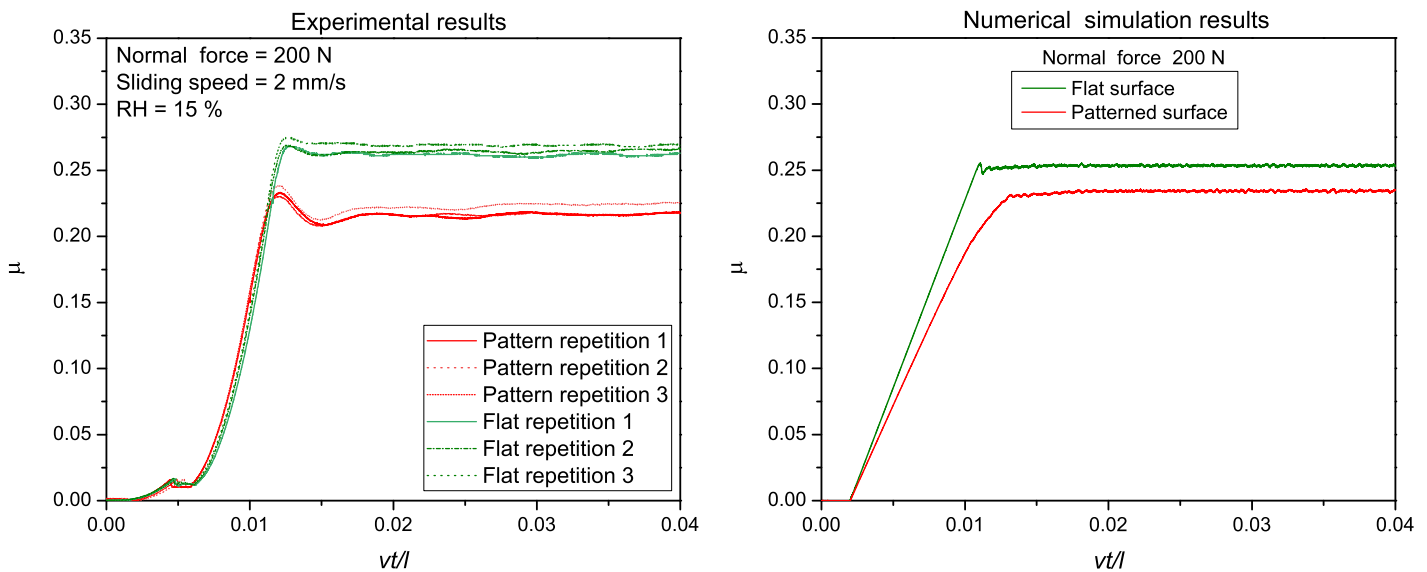 Experimental results
Normal force = 200 N
Sliding speed = 2 mm/s
RH = 15 %
0.35
0.30
0.25
0.20
0.15
0.10
0.05
0.00
μ
Pattern repetition 1
Pattern repetition 2
Pattern repetition 3
Flat repetition 1
Flat repetition 2
Flat repetition 3
0.00 0.01 0.02 0.03 0.04
vt/l
Numerical simulation results
Normal force 200 N
Flat surface
Patterned surface
0.35
0.30
0.25
0.20
0.15
0.10
0.05
0.00
μ
0.00 0.01 0.02 0.03 0.04
vt/l